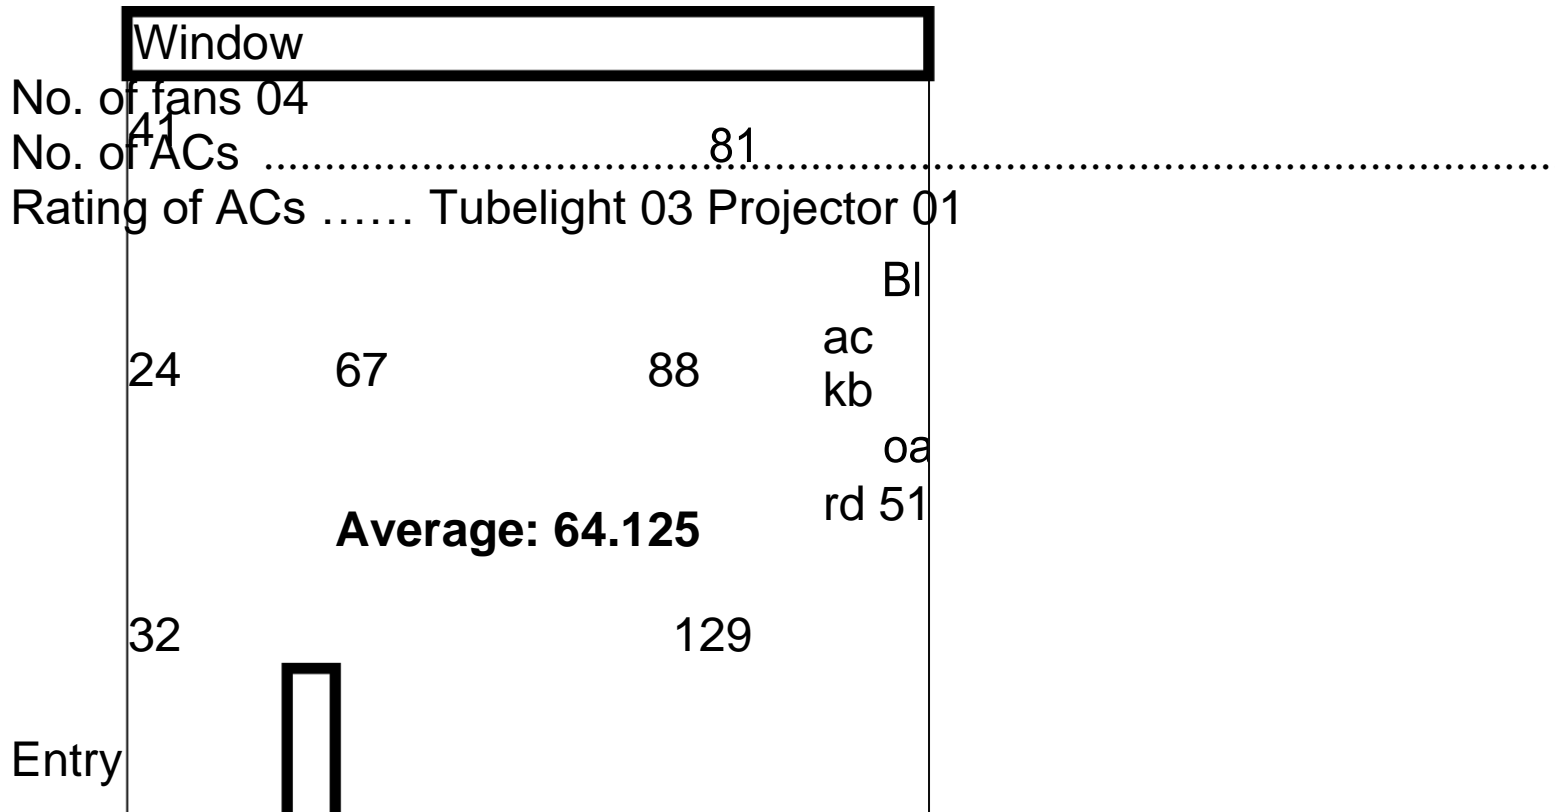 Window
No. of fans 04
41
81
No. of ACs ..........................................................................................................
Rating of ACs …… Tubelight 03 Projector 01
Bl
ac
24 67 88
kb
oa
rd 51
Average: 64.125
32 129
Entry